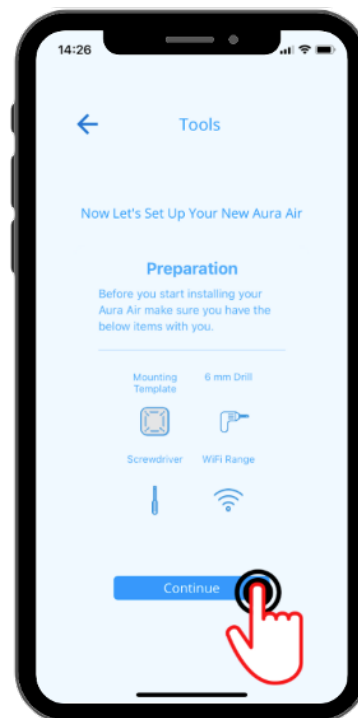 14:26
Tools
Now Let's Set Up Your New Aura Air
Preparation
Before you start installing your
Aura Air make sure you have the
below items with you.
Mounting
Template
6 mm Drill
Screwdriver
WiFi Range
Continue